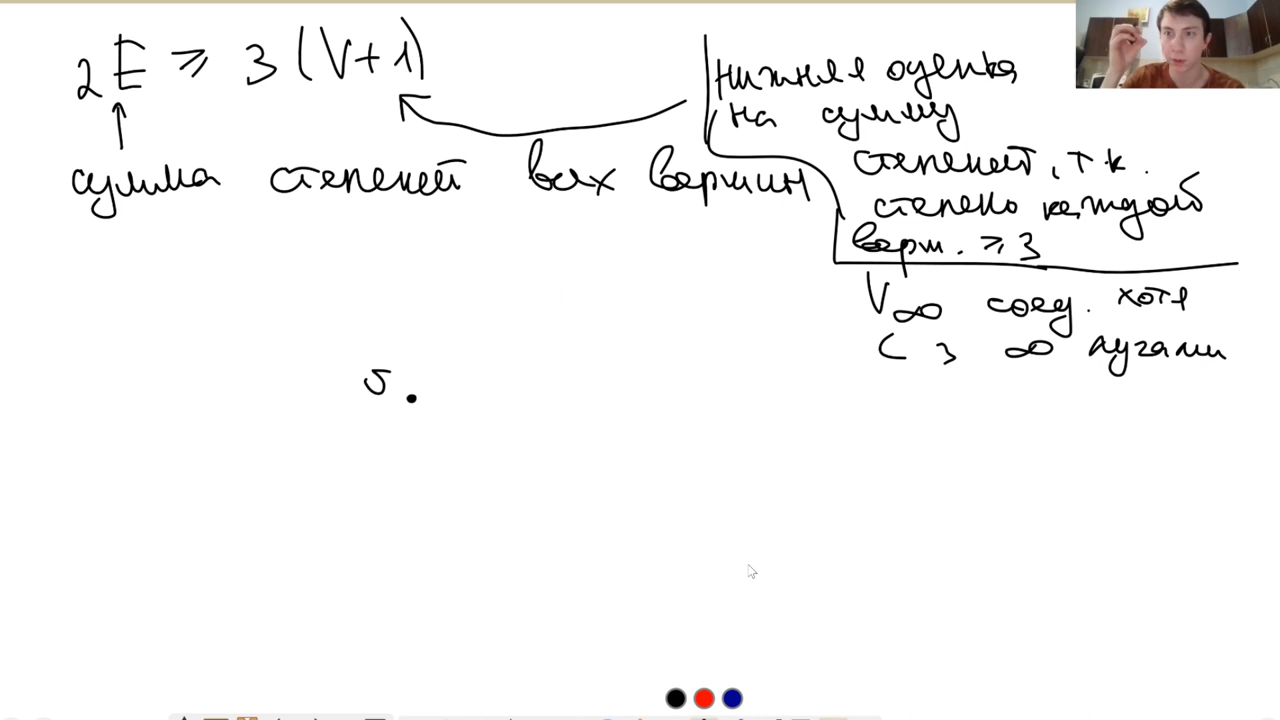 2E ⩾ 3 (V+1)
сумма степеней всех вершин
нижняя оценка
на сумму
степеней, т.к.
степень каждой
верш. ⩾ 3
V∞ соед. хотя
с 3 ∞ лучами
v